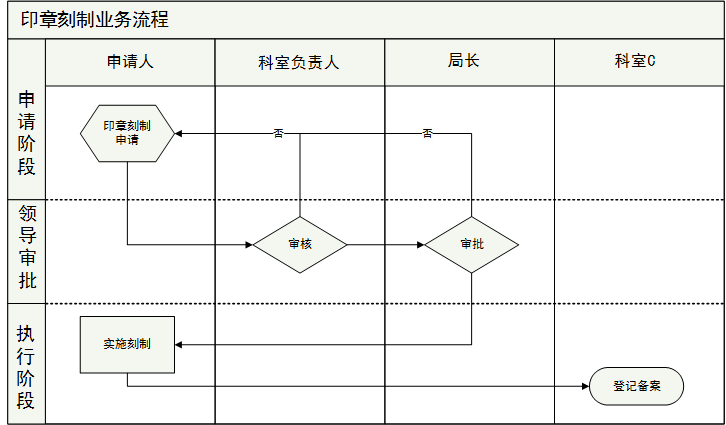 印章刻制业务流程
申请人
科室负责人
局长
科室C
申请阶段
印章刻制
申请
否
否
领导审批
审核
审批
执行阶段
实施刻制
登记备案